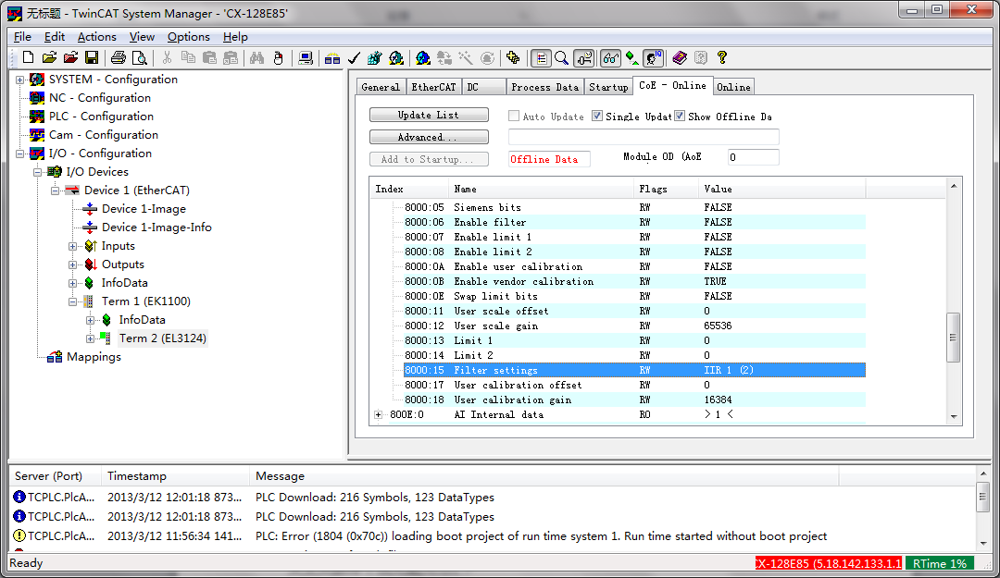 无标题 - TwinCAT System Manager - 'CX-128E85'
File Edit Actions View Options Help
SYSTEM - Configuration
NC - Configuration
PLC - Configuration
Cam - Configuration
I/O - Configuration
I/O Devices
Device 1 (EtherCAT)
Device 1-Image
Device 1-Image-Info
Inputs
Outputs
InfoData
Term 1 (EK1100)
InfoData
Term 2 (EL3124)
Mappings
General EtherCAT DC Process Data Startup CoE - Online Online
Update List Auto Update Single Updat Show Offline Da
Advanced...
Add to Startup... Offline Data Module OD (AoE 0
Index Name Flags Value
8000:05 Siemens bits RW FALSE
8000:06 Enable filter RW FALSE
8000:07 Enable limit 1 RW FALSE
8000:08 Enable limit 2 RW FALSE
8000:0A Enable user calibration RW FALSE
8000:0B Enable vendor calibration RW TRUE
8000:0E Swap limit bits RW FALSE
8000:11 User scale offset RW 0
8000:12 User scale gain RW 65536
8000:13 Limit 1 RW 0
8000:14 Limit 2 RW 0
8000:15 Filter settings RW IIR 1 (2)
8000:17 User calibration offset RW 0
8000:18 User calibration gain RW 16384
800E:0 AI Internal data RO > 1 <
Server (Port) Timestamp Message
TCPLC.PlcA... 2013/3/12 12:01:18 873... PLC Download: 216 Symbols, 123 DataTypes
TCPLC.PlcA... 2013/3/12 12:01:18 873... PLC Download: 216 Symbols, 123 DataTypes
TCPLC.PlcA... 2013/3/12 11:56:34 141... PLC: Error (1804 (0x70c)) loading boot project of run time system 1. Run time started without boot project
Ready X-128E85 (5.18.142.133.1.1 RTime 1%